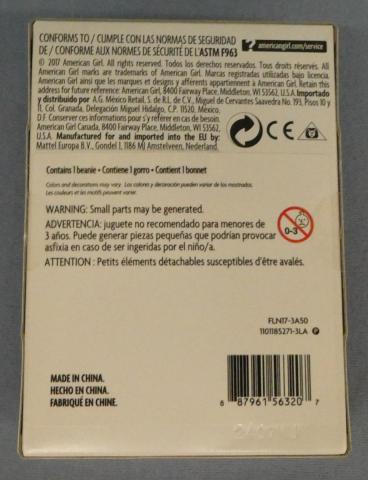 CONFORMS TO / CUMPLE CON LAS NORMAS DE SEGURIDAD
DE / CONFORME AUX NORMES DE SÉCURITÉ DE L'ASTM F963
? americangirl.com/service
© 2017 American Girl. All rights reserved. Todos los derechos reservados. Tous droits réservés. All
American Girl marks are trademarks of American Girl. Marcas registradas utilizadas bajo licencia.
American Girl marques de commerce utilisées avec permission d'American Girl. Retain this
address for future reference: American Girl, 8400 Fairway Place, Middleton, WI 53562, U.S.A. Importado
y distribuido por A.G. México Retail, S. de R.L. de C.V., Miguel de Cervantes Saavedra No. 193, Pisos 10 y
11, Col. Granada, Delegación Miguel Hidalgo, C.P. 11520, México,
D.F. Conserver ces informations pour s'y référer en cas de besoin.
American Girl Canada, 8400 Fairway Place, Middleton, WI 53562,
U.S.A. Manufactured for and imported into the EU by:
Mattel Europa B.V., Gondel 1, 1186 MJ Amstelveen, Nederland.
CE
Contains 1 beanie • Contiene 1 gorro • Contient 1 bonnet
Colors and decorations may vary. Los colores y decoración pueden variar de los mostrados.
Les couleurs et les motifs peuvent varier.
WARNING: Small parts may be generated.
ADVERTENCIA: juguete no recomendado para menores de
3 años. Puede generar piezas pequeñas que podrían provocar
asfixia en caso de ser ingeridas por el niño/a.
0-3
ATTENTION : Petits éléments détachables susceptibles d'être avalés.
FLN17-3A50
1101185271-3LA P
MADE IN CHINA.
HECHO EN CHINA.
FABRIQUÉ EN CHINE.
8 87961 56320 7